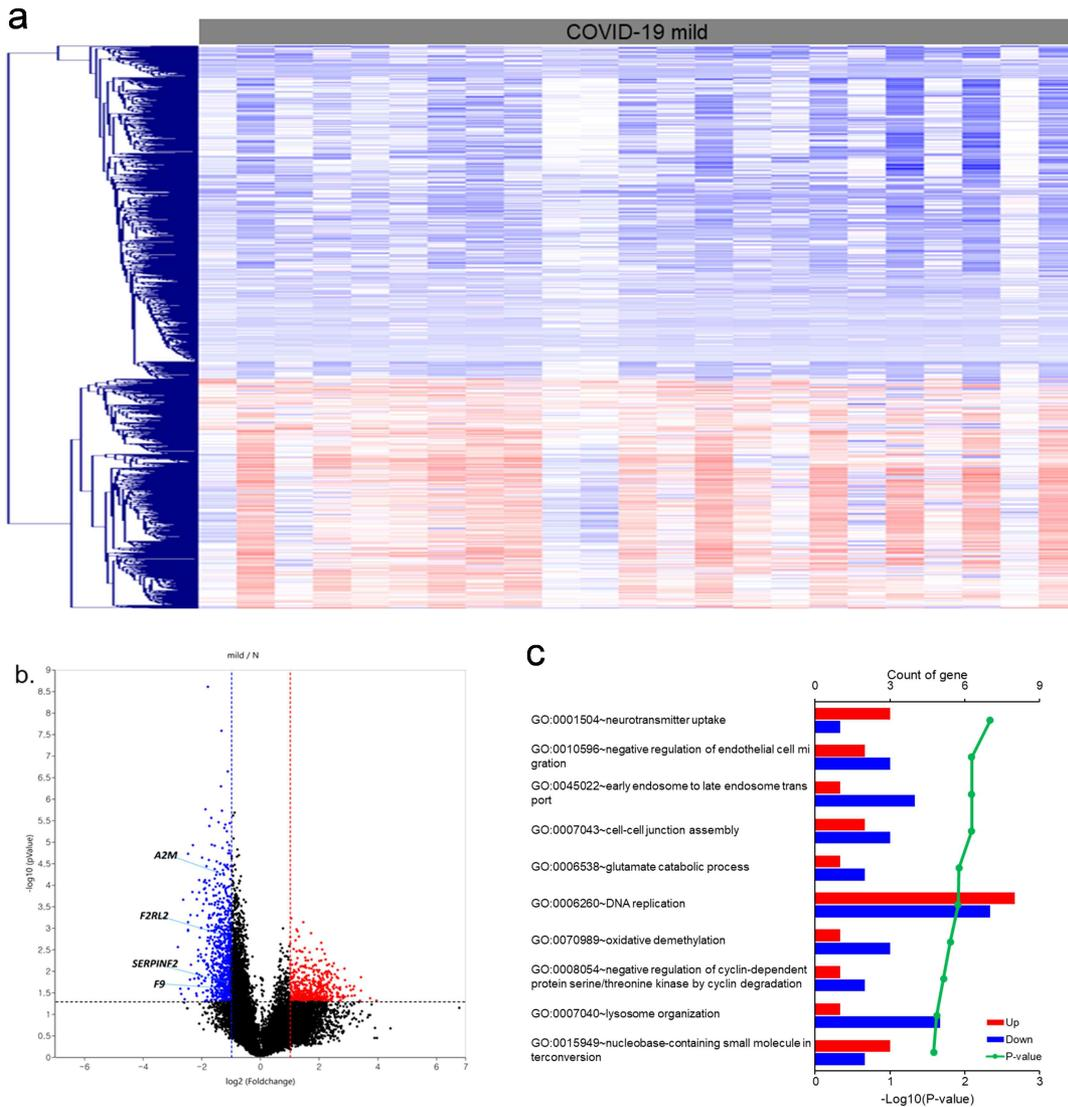 a
COVID-19 mild
b.
mild / N
9
8.5
8
7.5
7
6.5
6
5.5
5
4.5
4
3.5
3
2.5
2
1.5
1
0.5
0
-log10 (pValue)
A2M
F2RL2
SERPINF2
F9
−6 −4 −2 0 2 4 6 7
log2 (Foldchange)
c
Count of gene
0 3 6 9
GO:0001504~neurotransmitter uptake
GO:0010596~negative regulation of endothelial cell mi
gration
GO:0045022~early endosome to late endosome trans
port
GO:0007043~cell-cell junction assembly
GO:0006538~glutamate catabolic process
GO:0006260~DNA replication
GO:0070989~oxidative demethylation
GO:0008054~negative regulation of cyclin-dependent
protein serine/threonine kinase by cyclin degradation
GO:0007040~lysosome organization
GO:0015949~nucleobase-containing small molecule in
terconversion
Up
Down
P-value
0 1 2 3
-Log10(P-value)